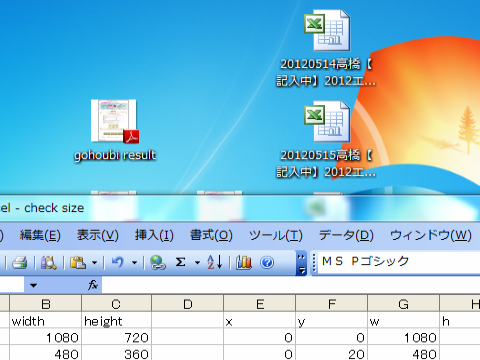 20120514高橋【
記入中】2012エ...
gohoubi result
20120515高橋【
記入中】2012エ...
el - check size
) 編集(E) 表示(V) 挿入(I) 書式(O) ツール(T) データ(D) ウィンドウ(W)
ＭＳ Ｐゴシック
fx
B C D E F G H
width height x y w h
1080 720 0 0 1080
480 360 0 20 480